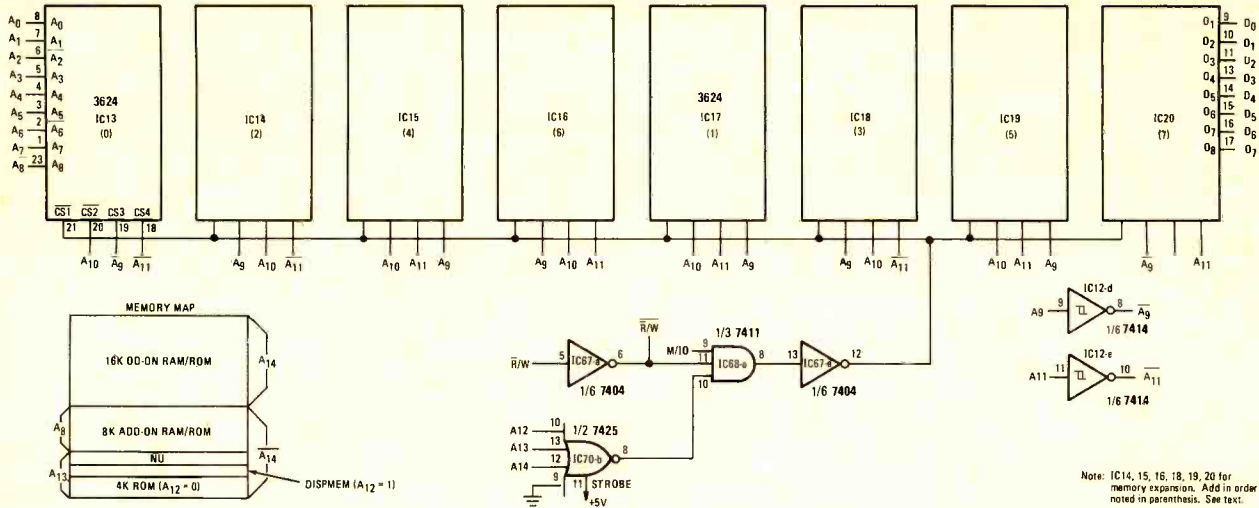 A0 8 A0
A1 7 A1
A2 6 A2
A3 5 A3
A4 4 A4
A5 3 A5
A6 2 A6
A7 1 A7
A8 23 A8
3624
IC13
(0)
CS1 CS2 CS3 CS4
21 20 19 18
A10 A9 A11
IC14
(2)
A9 A10 A11
IC15
(4)
A10 A11 A9
IC16
(6)
A9 A10 A11
3624
IC17
(1)
A10 A11 A9
IC18
(3)
A9 A10 A11
IC19
(5)
A10 A11 A9
IC20
(7)
A9 A11
O1 9 D0
O2 10 D1
O3 11 D2
O4 13 D3
O5 14 D4
O6 15 D5
O7 16 D6
O8 17 D7
MEMORY MAP
16K OD-ON RAM/ROM
A14
8K ADD-ON RAM/ROM
A8
NU
A14
A13
4K ROM (A12 = 0)
DISPMEM (A12 = 1)
R/W
R/W 5 IC67-a 6
1/6 7404
1/3 7411
M/IO 9
11
10
IC68-a 8
13 12
1/6 7404
1/2 7425
A12 10
A13 13
A14 12
9
IC70-b 8
11 STROBE
+5V
IC12-d
A9 9 8 A9
1/6 7414
IC12-e
A11 11 10 A11
1/6 7414
Note: IC14, 15, 16, 18, 19, 20 for
memory expansion. Add in order
noted in parenthesis. See text.